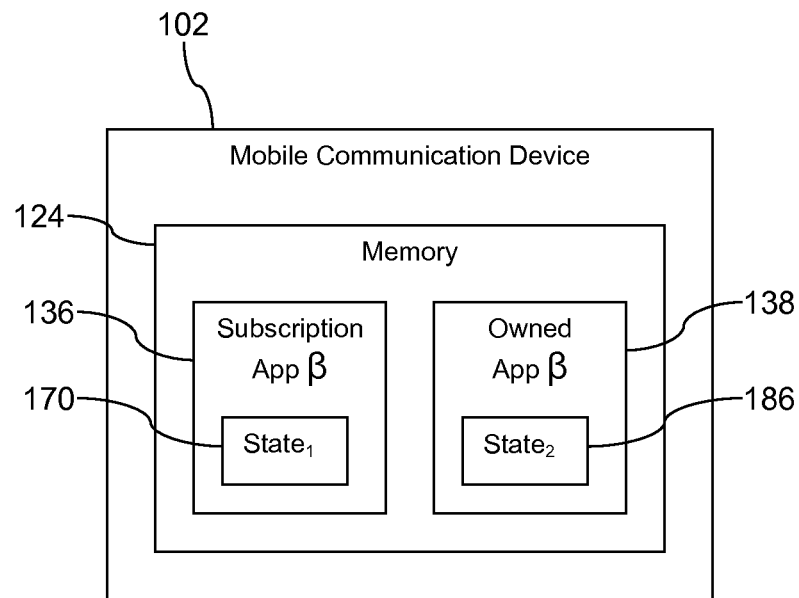 102
Mobile Communication Device
124
Memory
136
Subscription
App β
170
State₁
Owned
App β
138
State₂
186